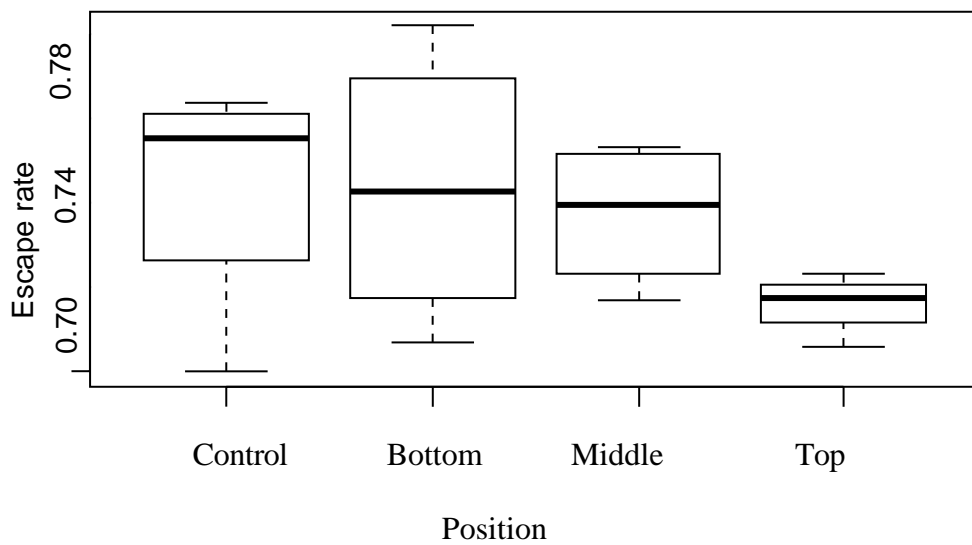 Escape rate
0.78
0.74
0.70
Control Bottom Middle Top
Position